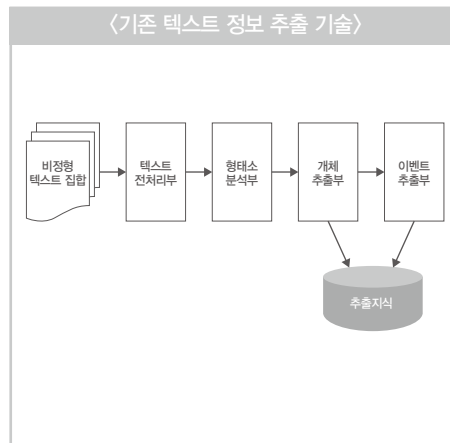 〈기존 텍스트 정보 추출 기술〉
비정형
텍스트 집합
텍스트
전처리부
형태소
분석부
개체
추출부
이벤트
추출부
추출지식